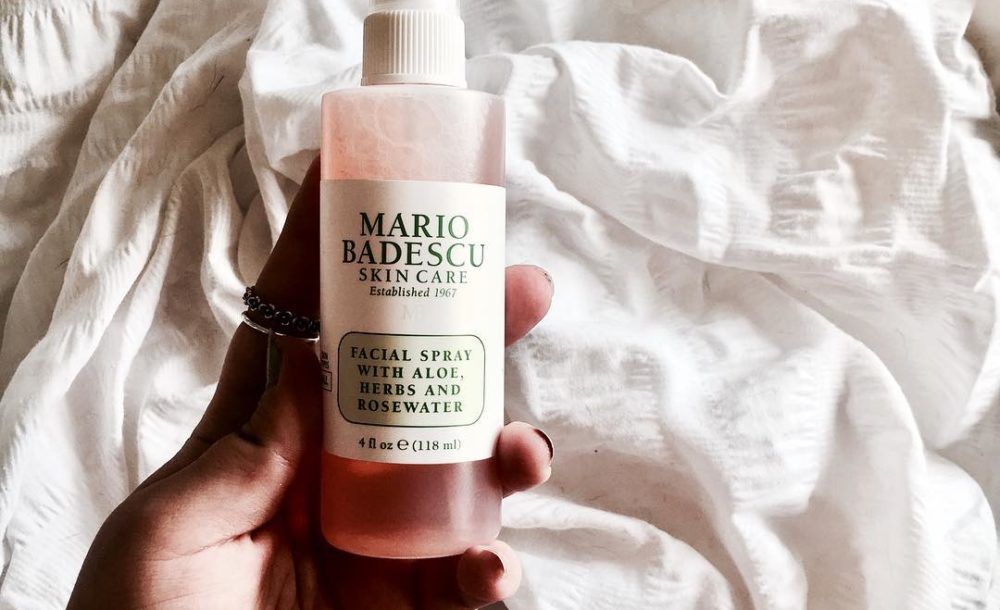 MARIO
BADESCU
SKIN CARE
Established 1967
M
FACIAL SPRAY
WITH ALOE,
HERBS AND
ROSEWATER
4 fl oz ℮ (118 ml)